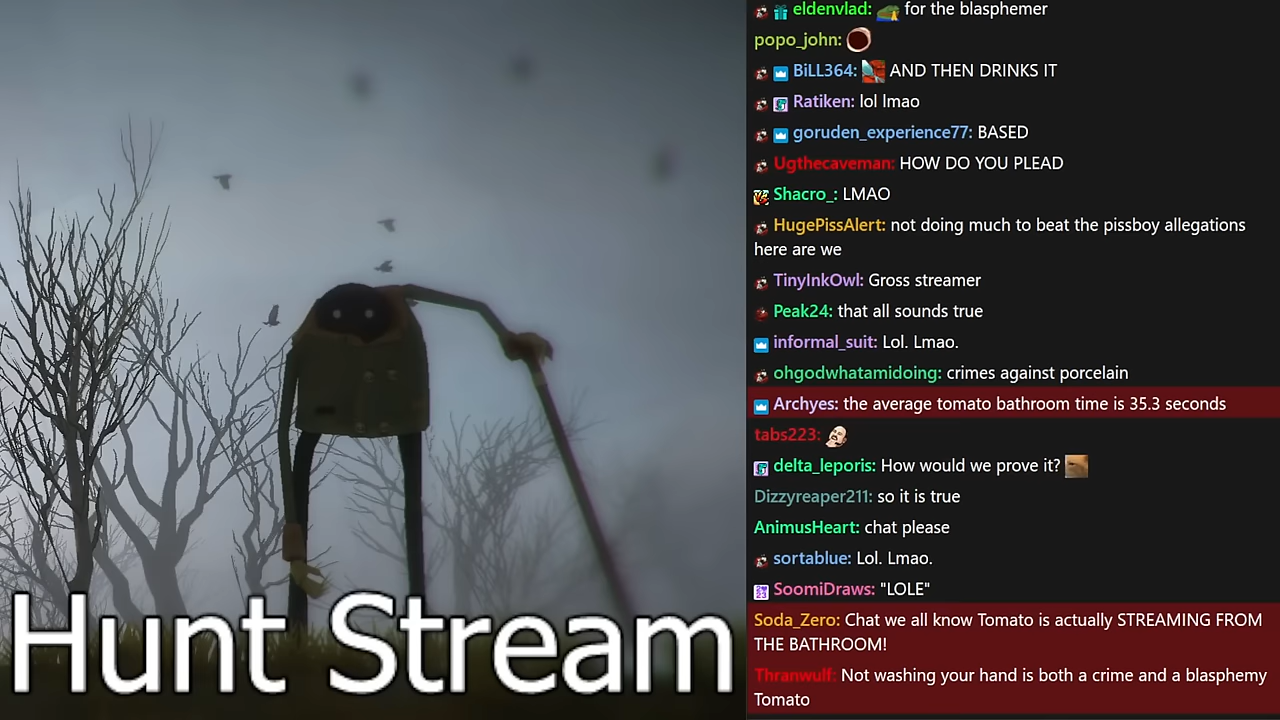 Hunt Stream
eldenvlad: for the blasphemer
popo_john:
BiLL364: AND THEN DRINKS IT
Ratiken: lol lmao
goruden_experience77: BASED
Ugthecaveman: HOW DO YOU PLEAD
Shacro_: LMAO
HugePissAlert: not doing much to beat the pissboy allegations
here are we
TinyInkOwl: Gross streamer
Peak24: that all sounds true
informal_suit: Lol. Lmao.
ohgodwhatamidoing: crimes against porcelain
Archyes: the average tomato bathroom time is 35.3 seconds
tabs223:
delta_leporis: How would we prove it?
Dizzyreaper211: so it is true
AnimusHeart: chat please
sortablue: Lol. Lmao.
SoomiDraws: "LOLE"
Soda_Zero: Chat we all know Tomato is actually STREAMING FROM
THE BATHROOM!
Thranwulf: Not washing your hand is both a crime and a blasphemy
Tomato